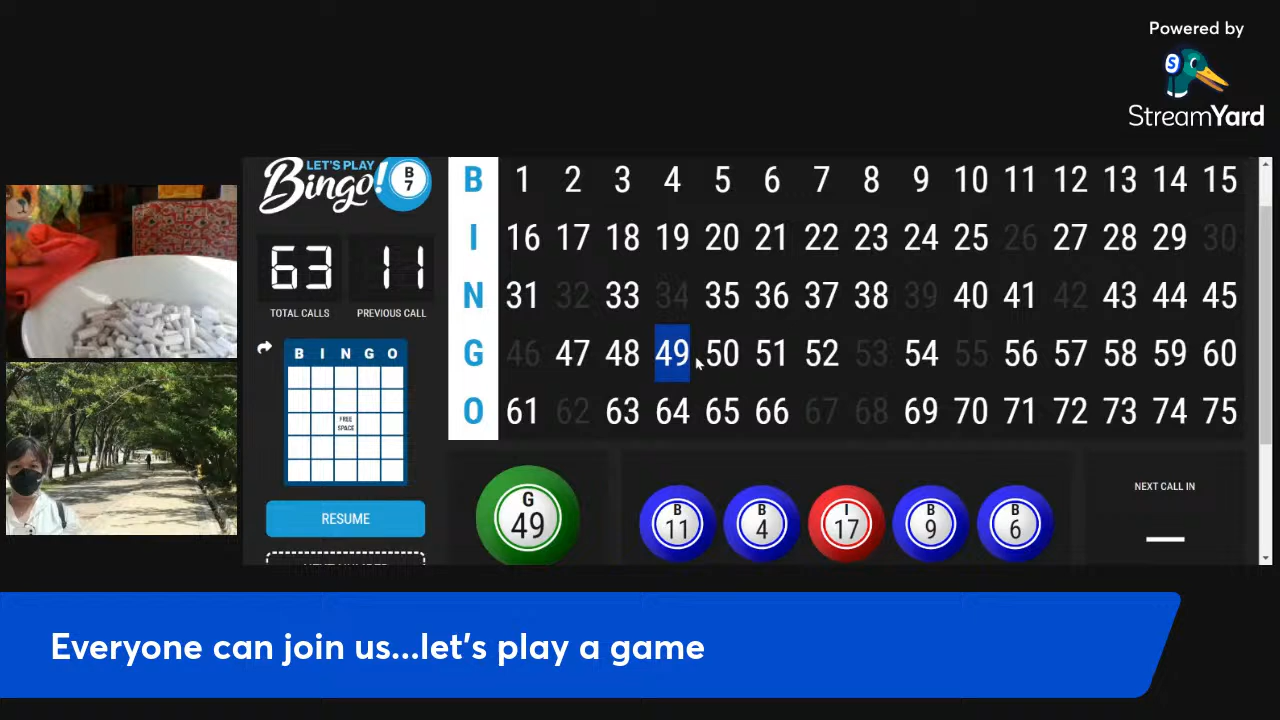 Powered by
S
StreamYard
LET'S PLAY
Bingo!
B
7
63
11
TOTAL CALLS
PREVIOUS CALL
B I N G O
FREE
SPACE
RESUME
B 1 2 3 4 5 6 7 8 9 10 11 12 13 14 15
I 16 17 18 19 20 21 22 23 24 25 26 27 28 29 30
N 31 32 33 34 35 36 37 38 39 40 41 42 43 44 45
G 46 47 48 49 50 51 52 53 54 55 56 57 58 59 60
O 61 62 63 64 65 66 67 68 69 70 71 72 73 74 75
G
49
B
11
B
4
I
17
B
9
B
6
NEXT CALL IN
Everyone can join us...let's play a game